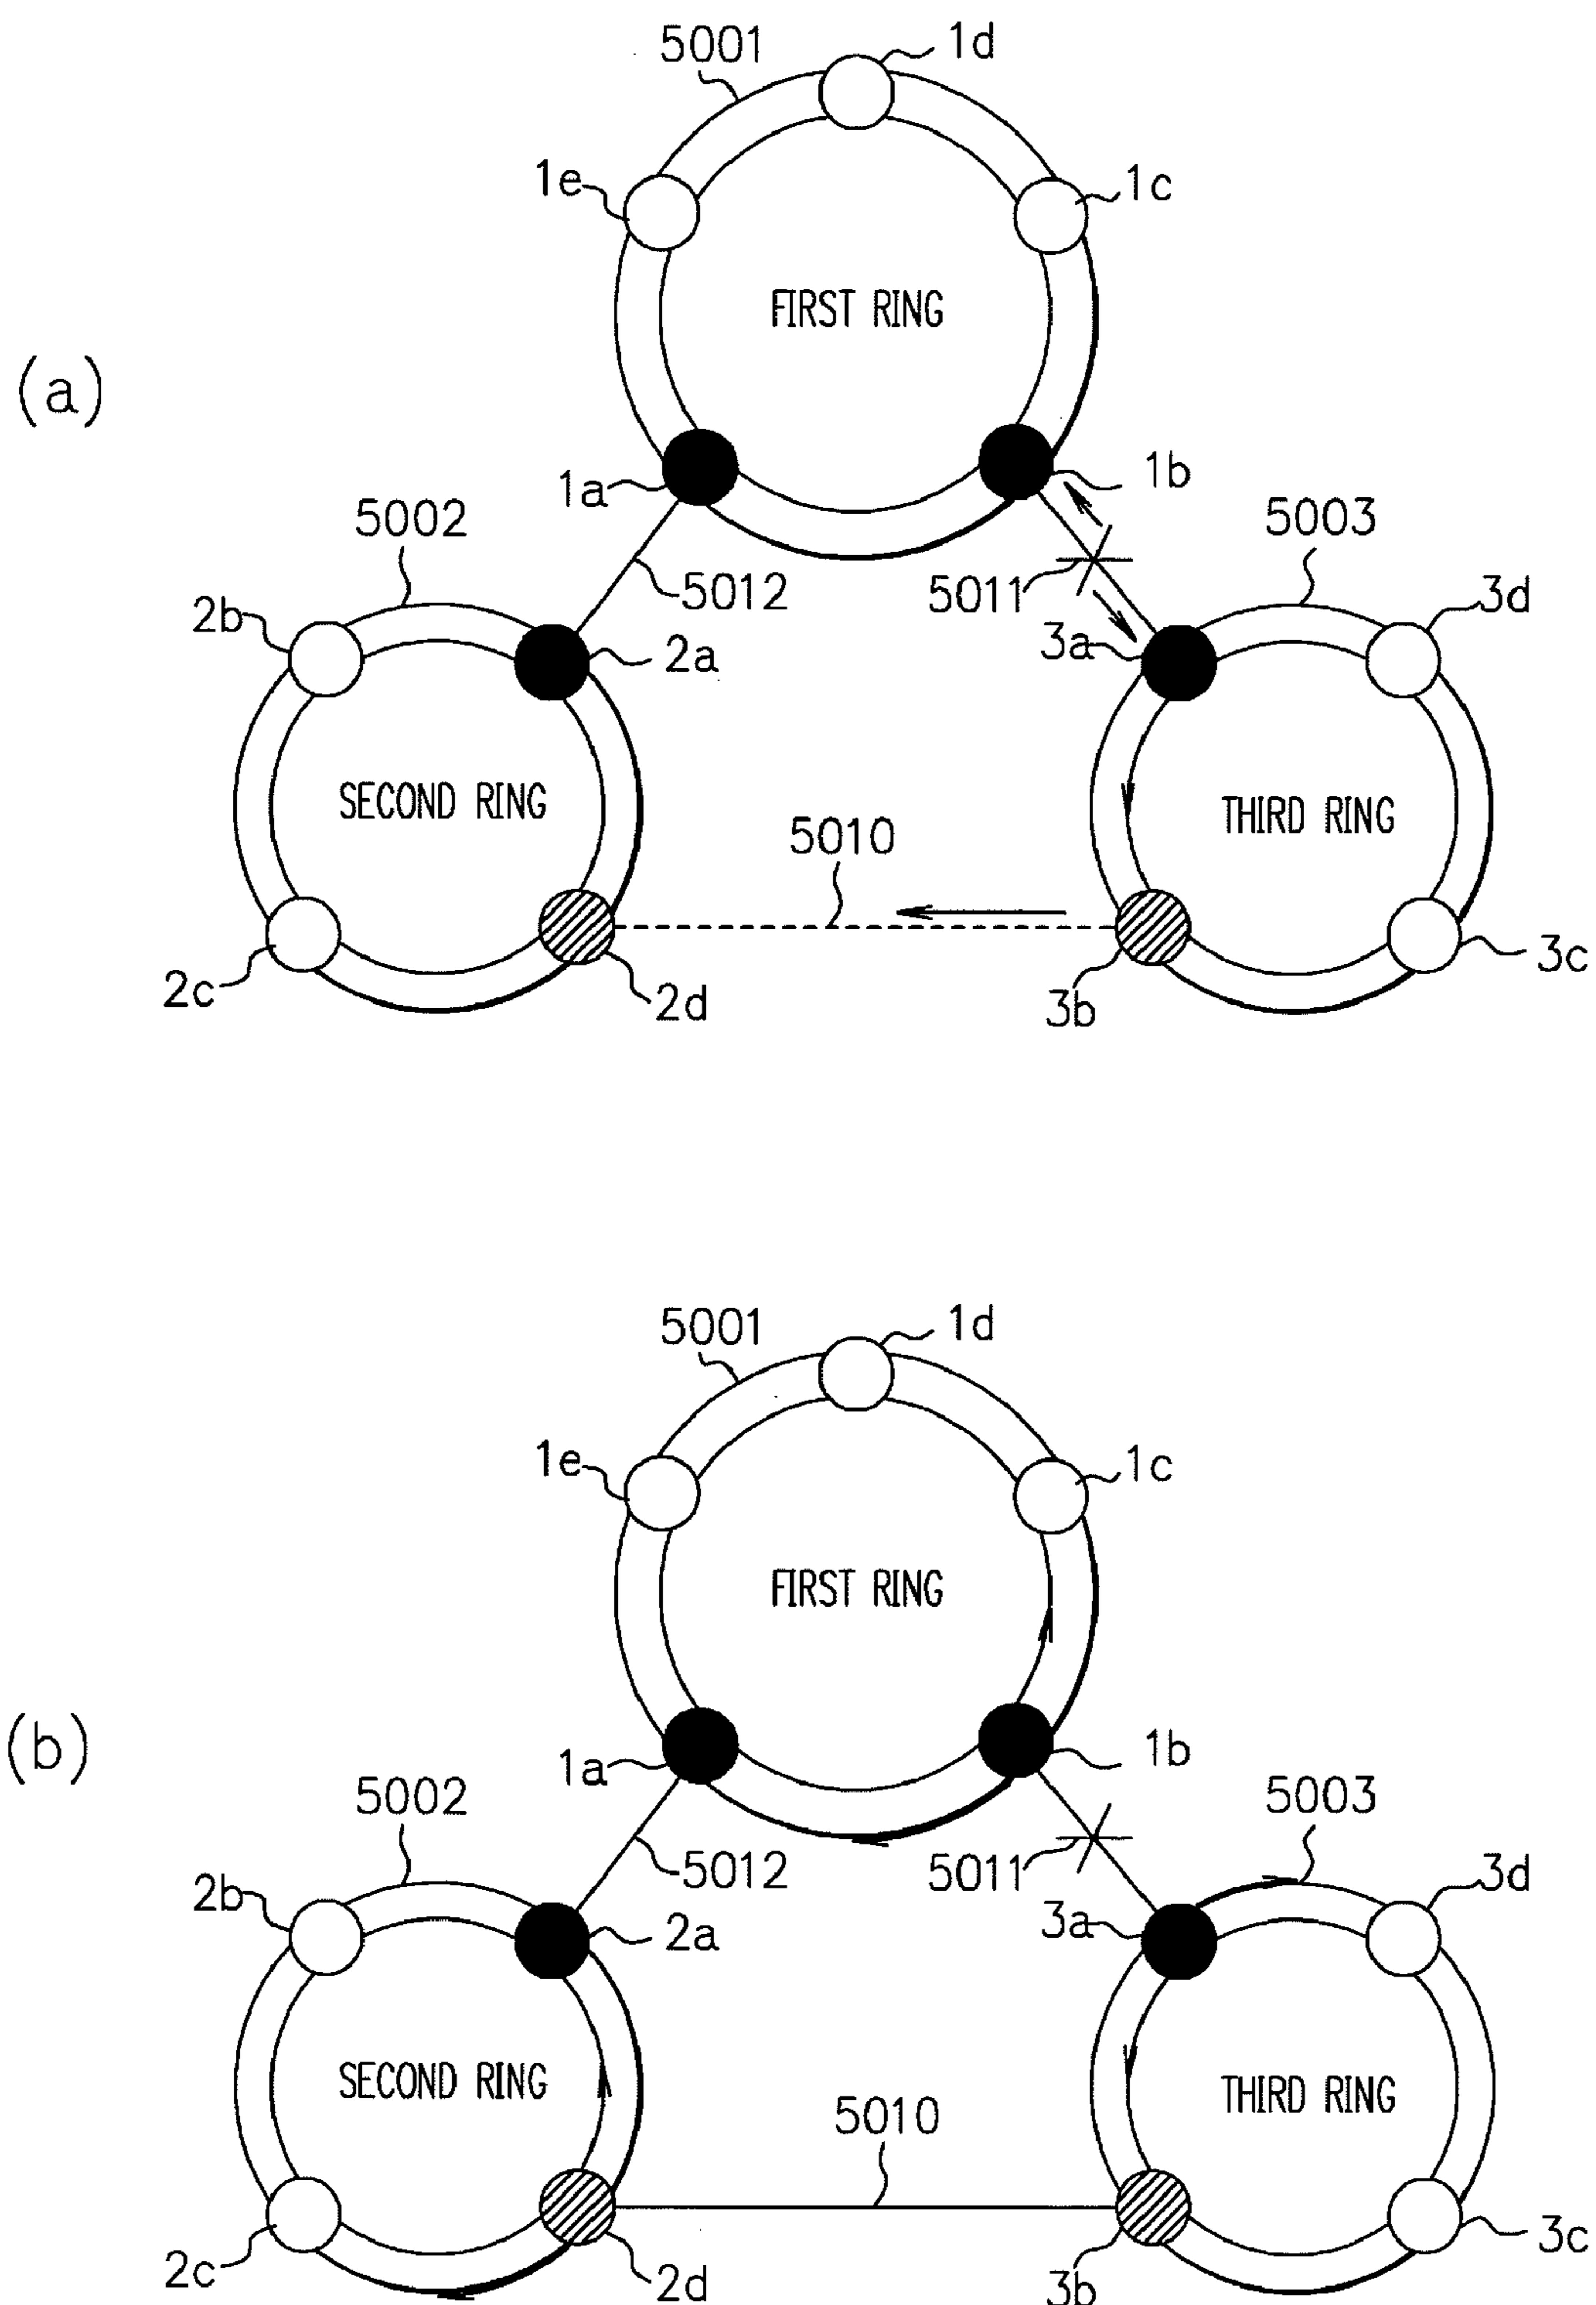 (a)
5001
1d
1e
1c
FIRST RING
1a
1b
5002
5012
5011
5003
2b
2a
3a
3d
SECOND RING
THIRD RING
5010
2c
2d
3b
3c
(b)
5001
1d
1e
1c
FIRST RING
1a
1b
5002
5012
5011
5003
2b
2a
3a
3d
SECOND RING
THIRD RING
5010
2c
2d
3b
3c